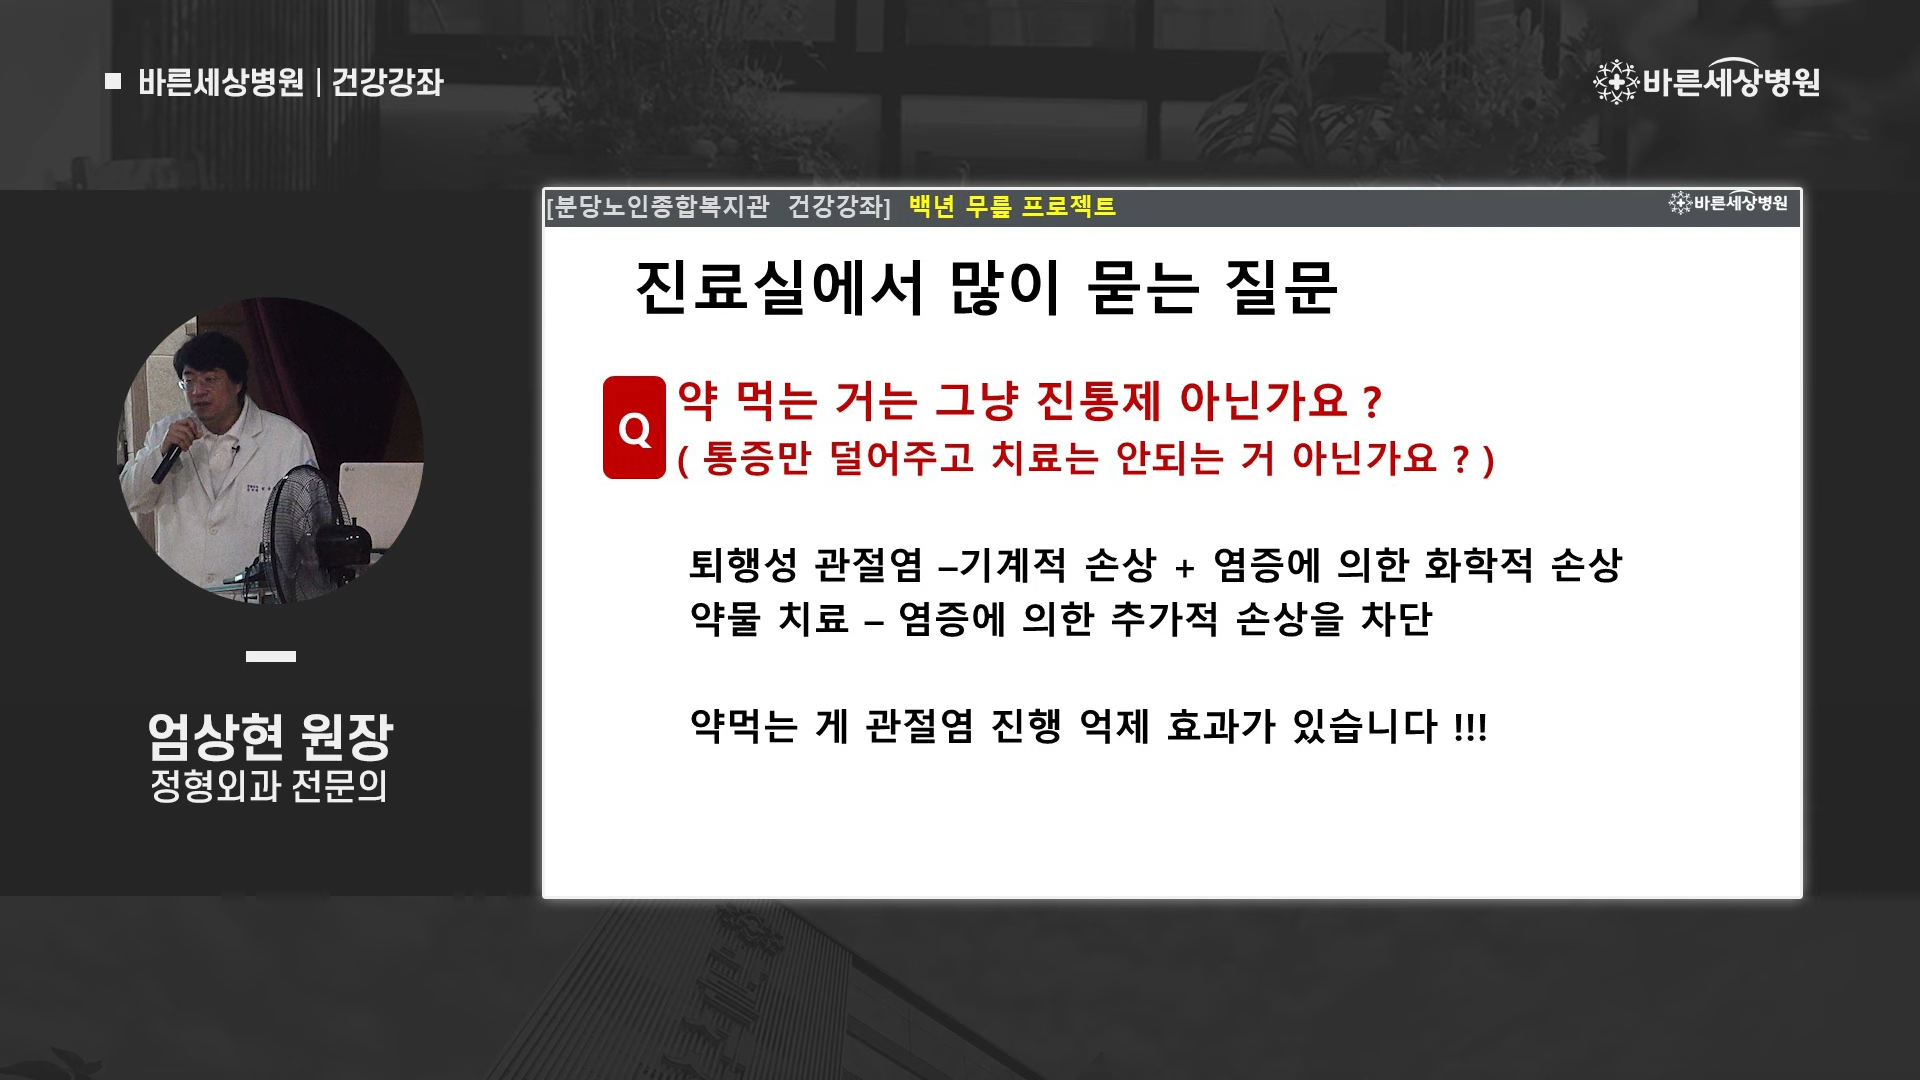 바른세상병원 | 건강강좌
바른세상병원
[분당노인종합복지관 건강강좌] 백년 무릎 프로젝트
바른세상병원
진료실에서 많이 묻는 질문
Q
약 먹는 거는 그냥 진통제 아닌가요 ?
( 통증만 덜어주고 치료는 안되는 거 아닌가요 ? )
퇴행성 관절염 –기계적 손상 + 염증에 의한 화학적 손상
약물 치료 – 염증에 의한 추가적 손상을 차단
약먹는 게 관절염 진행 억제 효과가 있습니다 !!!
엄상현 원장
정형외과 전문의